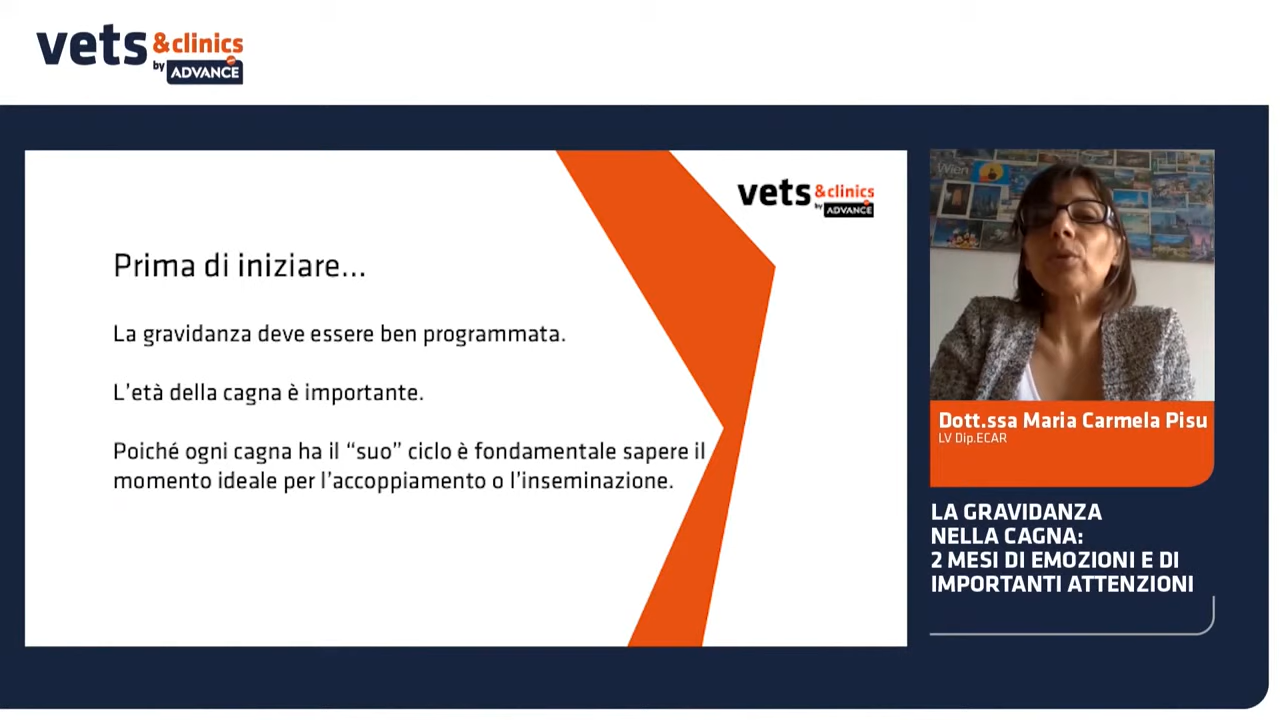 vets &clinics
by ADVANCE
vets &clinics
by ADVANCE
Prima di iniziare...
La gravidanza deve essere ben programmata.
L'età della cagna è importante.
Poiché ogni cagna ha il “suo” ciclo è fondamentale sapere il
momento ideale per l'accoppiamento o l'inseminazione.
Wien
Dott.ssa Maria Carmela Pisu
LV Dip.ECAR
LA GRAVIDANZA
NELLA CAGNA:
2 MESI DI EMOZIONI E DI
IMPORTANTI ATTENZIONI